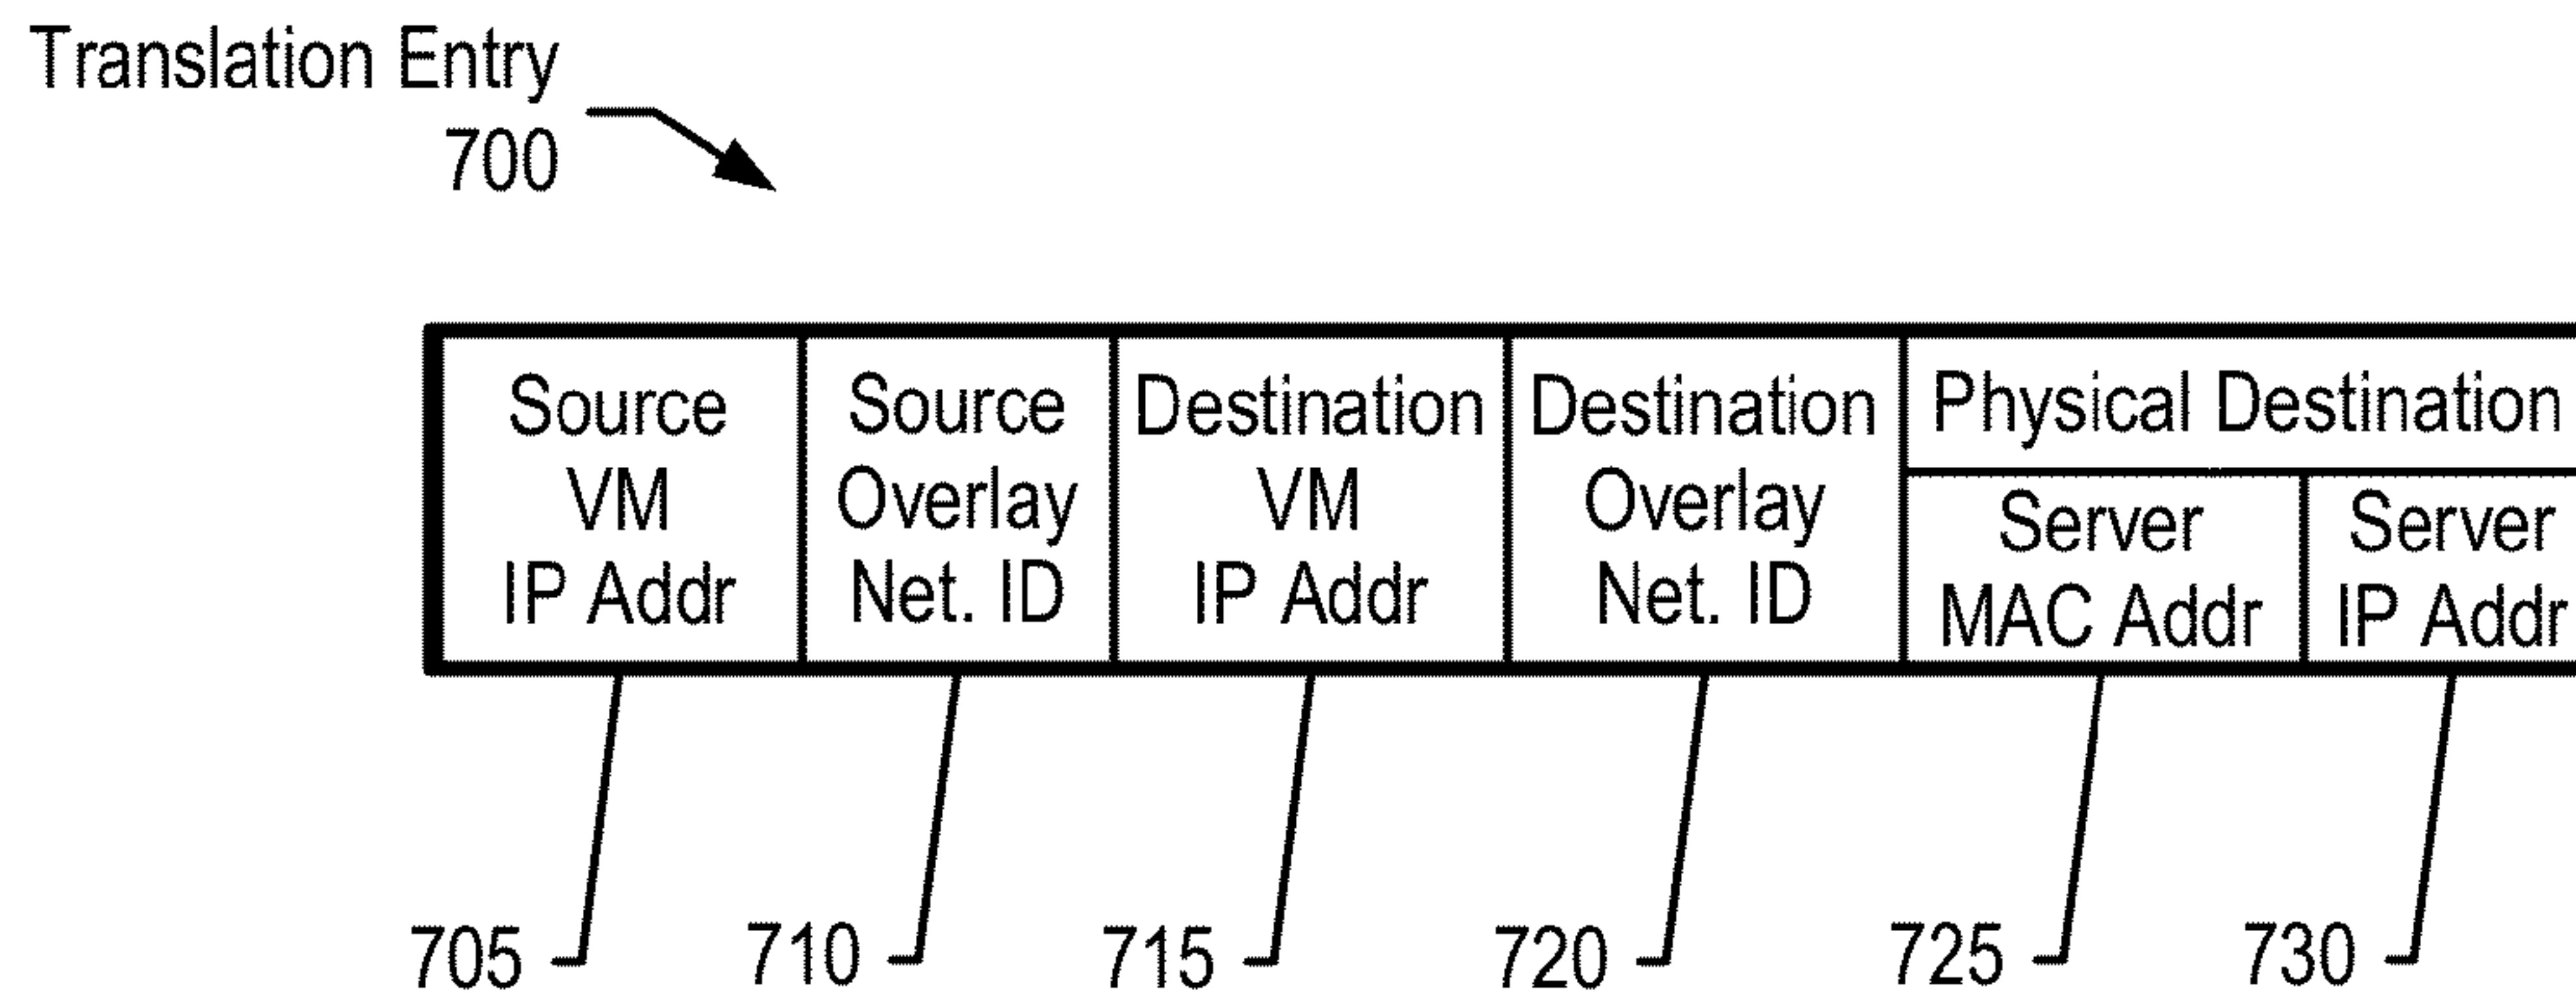 Translation Entry
700
Source
VM
IP Addr
Source
Overlay
Net. ID
Destination
VM
IP Addr
Destination
Overlay
Net. ID
Physical Destination
Server
MAC Addr
Server
IP Addr
705
710
715
720
725
730